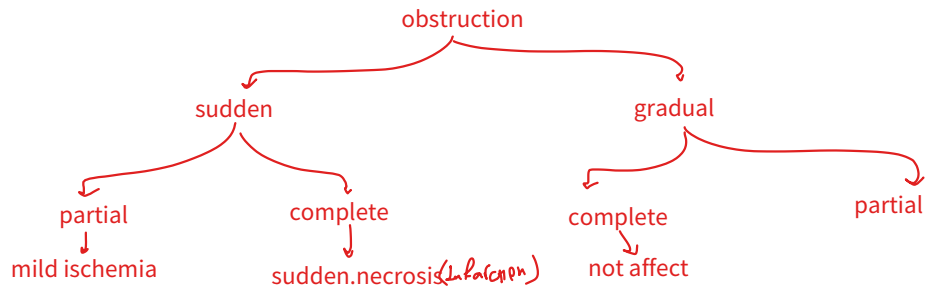 obstruction
sudden
gradual
partial
complete
complete
partial
mild ischemia
sudden.necrosis
not affect